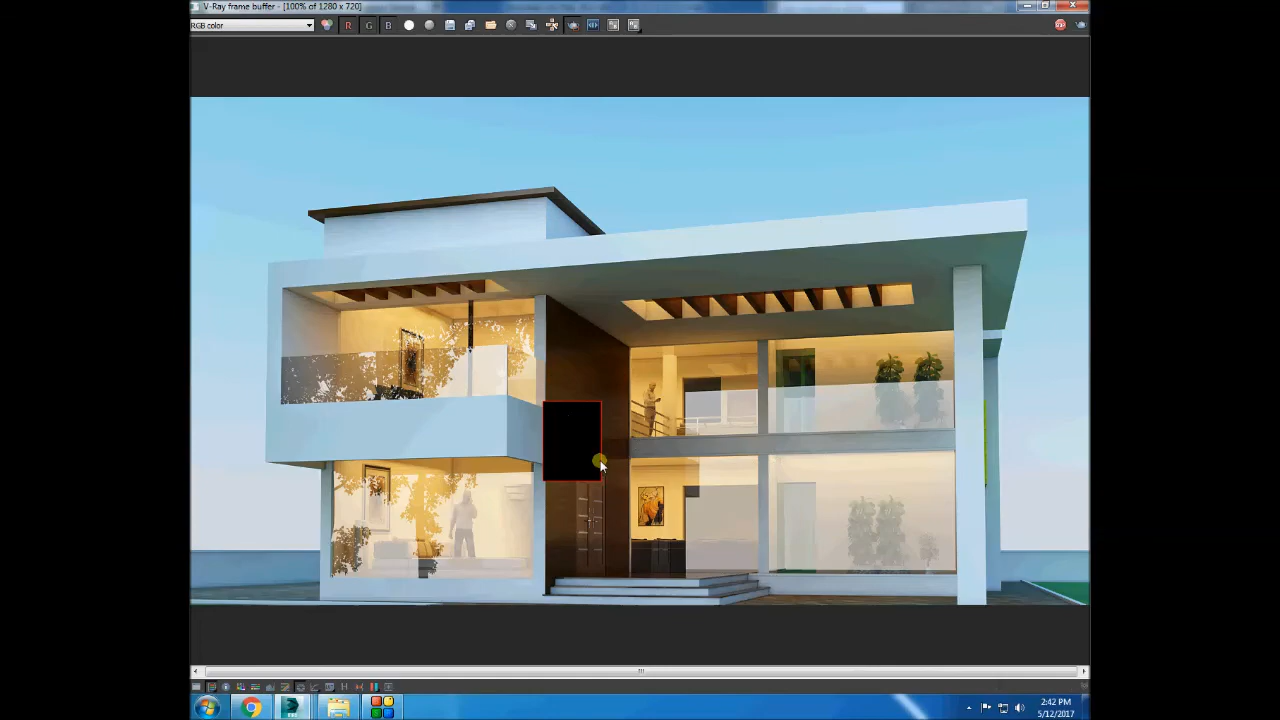 V-Ray frame buffer - [100% of 1280 x 720]
RGB color
R G B
H
2:42 PM
5/12/2017